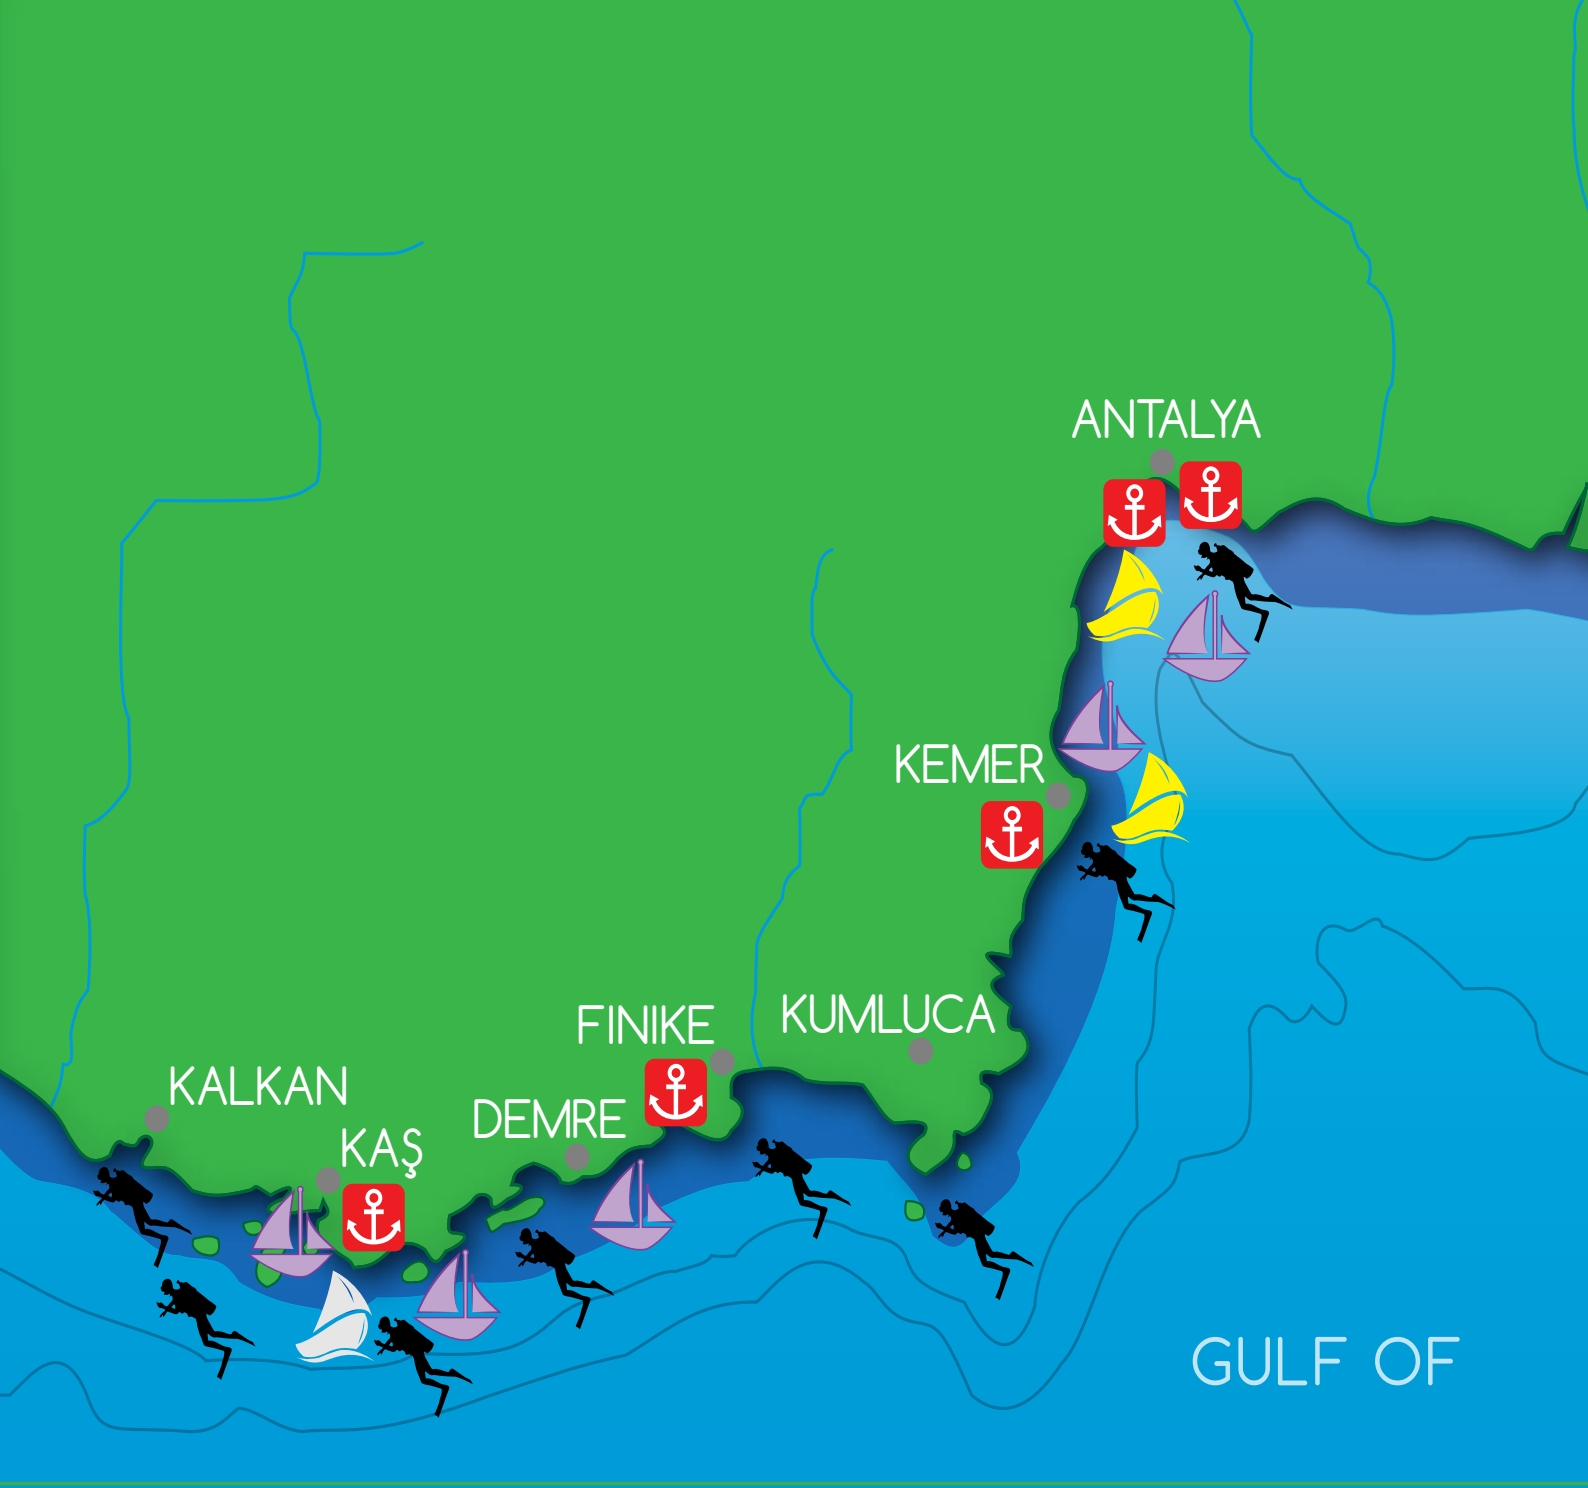 ANTALYA
KEMER
KUMLUCA
FINIKE
KALKAN
DEMRE
KAŞ
GULF OF